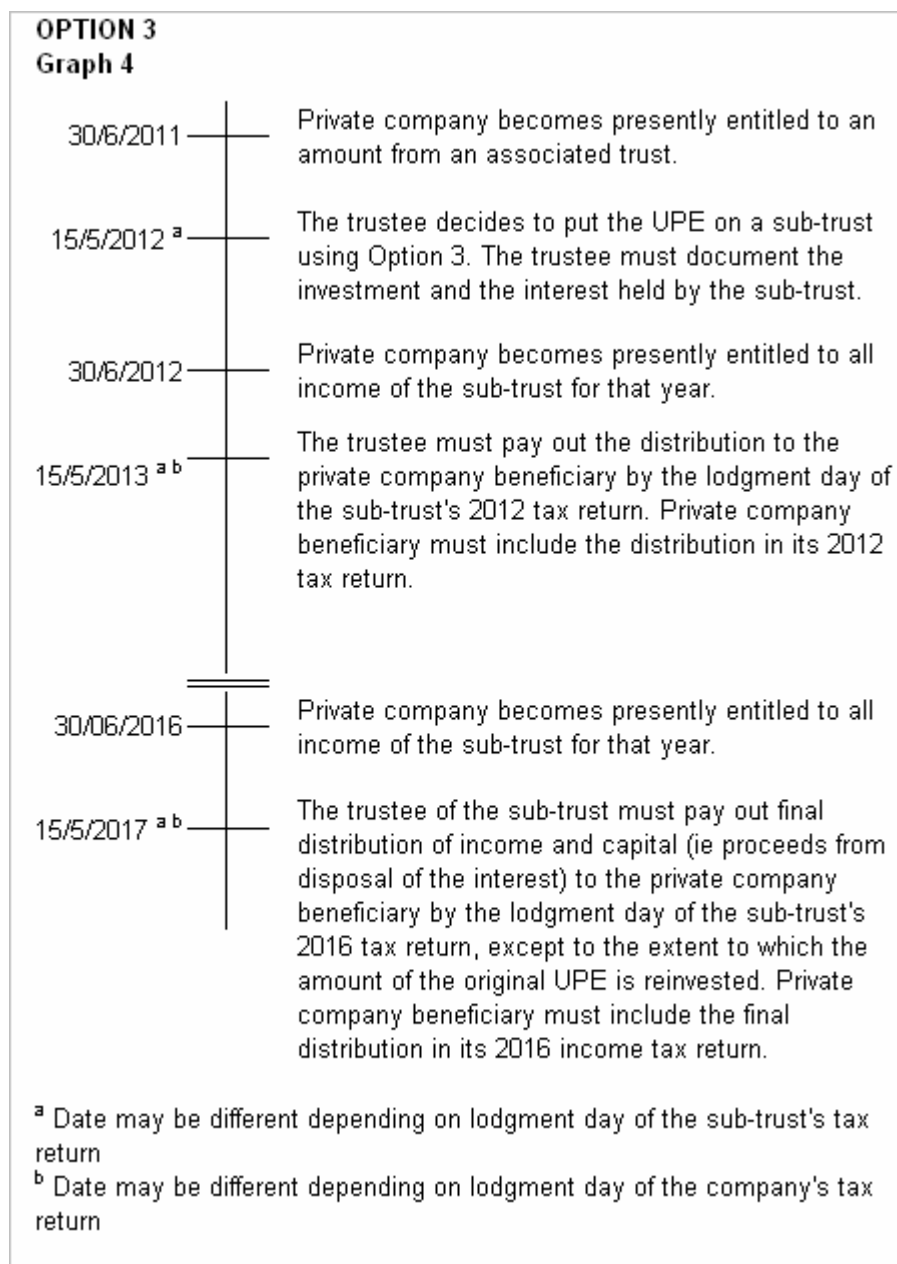 OPTION 3
Graph 4
30/6/2011
Private company becomes presently entitled to an
amount from an associated trust.
15/5/2012 a
The trustee decides to put the UPE on a sub-trust
using Option 3. The trustee must document the
investment and the interest held by the sub-trust.
30/6/2012
Private company becomes presently entitled to all
income of the sub-trust for that year.
15/5/2013 a b
The trustee must pay out the distribution to the
private company beneficiary by the lodgment day of
the sub-trust's 2012 tax return. Private company
beneficiary must include the distribution in its 2012
tax return.
30/06/2016
Private company becomes presently entitled to all
income of the sub-trust for that year.
15/5/2017 a b
The trustee of the sub-trust must pay out final
distribution of income and capital (ie proceeds from
disposal of the interest) to the private company
beneficiary by the lodgment day of the sub-trust's
2016 tax return, except to the extent to which the
amount of the original UPE is reinvested. Private
company beneficiary must include the final
distribution in its 2016 income tax return.
a Date may be different depending on lodgment day of the sub-trust's tax
return
b Date may be different depending on lodgment day of the company's tax
return